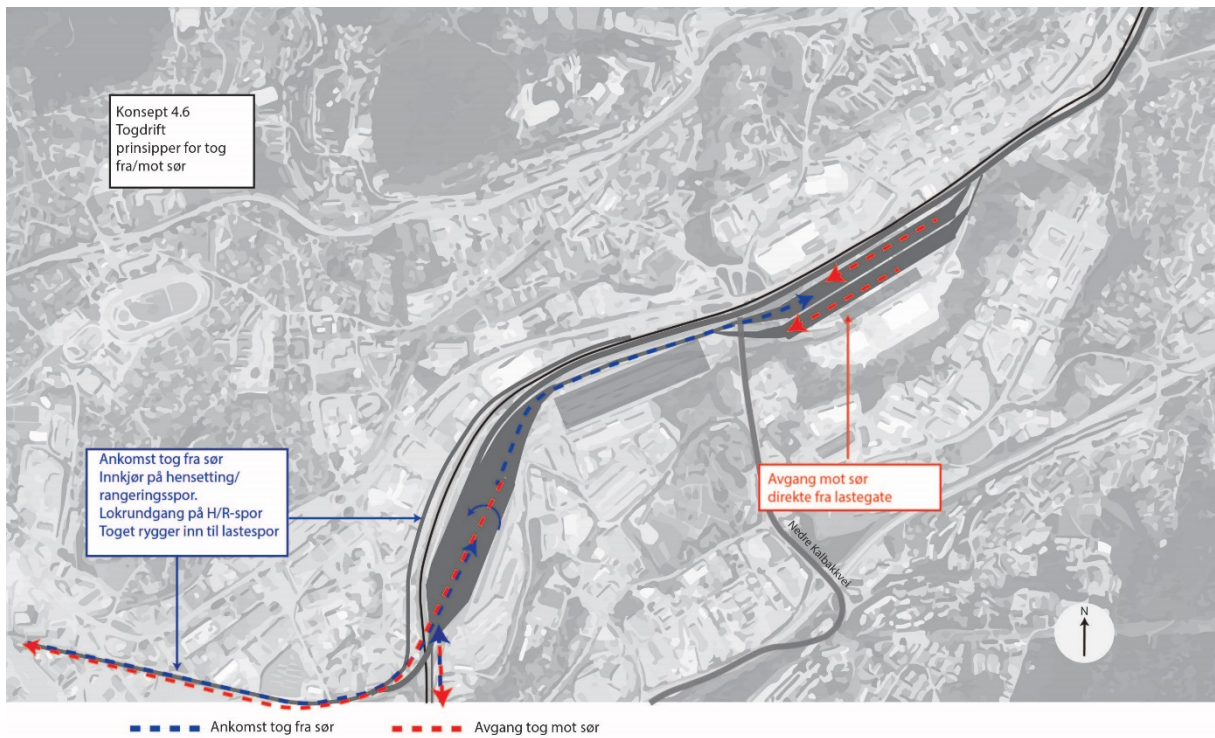 Konsept 4.6
Togdrift
prinsipper for tog
fra/mot sør
Ankomst tog fra sør
Innkjør på hensetting/
rangeringsspor.
Lokrundgang på H/R-spor
Toget rygger inn til lastespor
Avgang mot sør
direkte fra lastegate
Nedre Kalbakkvei
N
Ankomst tog fra sør
Avgang tog mot sør